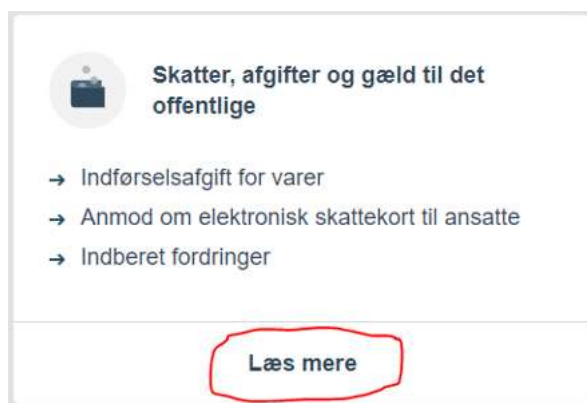 Skatter, afgifter og gæld til det
offentlige
→ Indførselsafgift for varer
→ Anmod om elektronisk skattekort til ansatte
→ Indberet fordringer
Læs mere